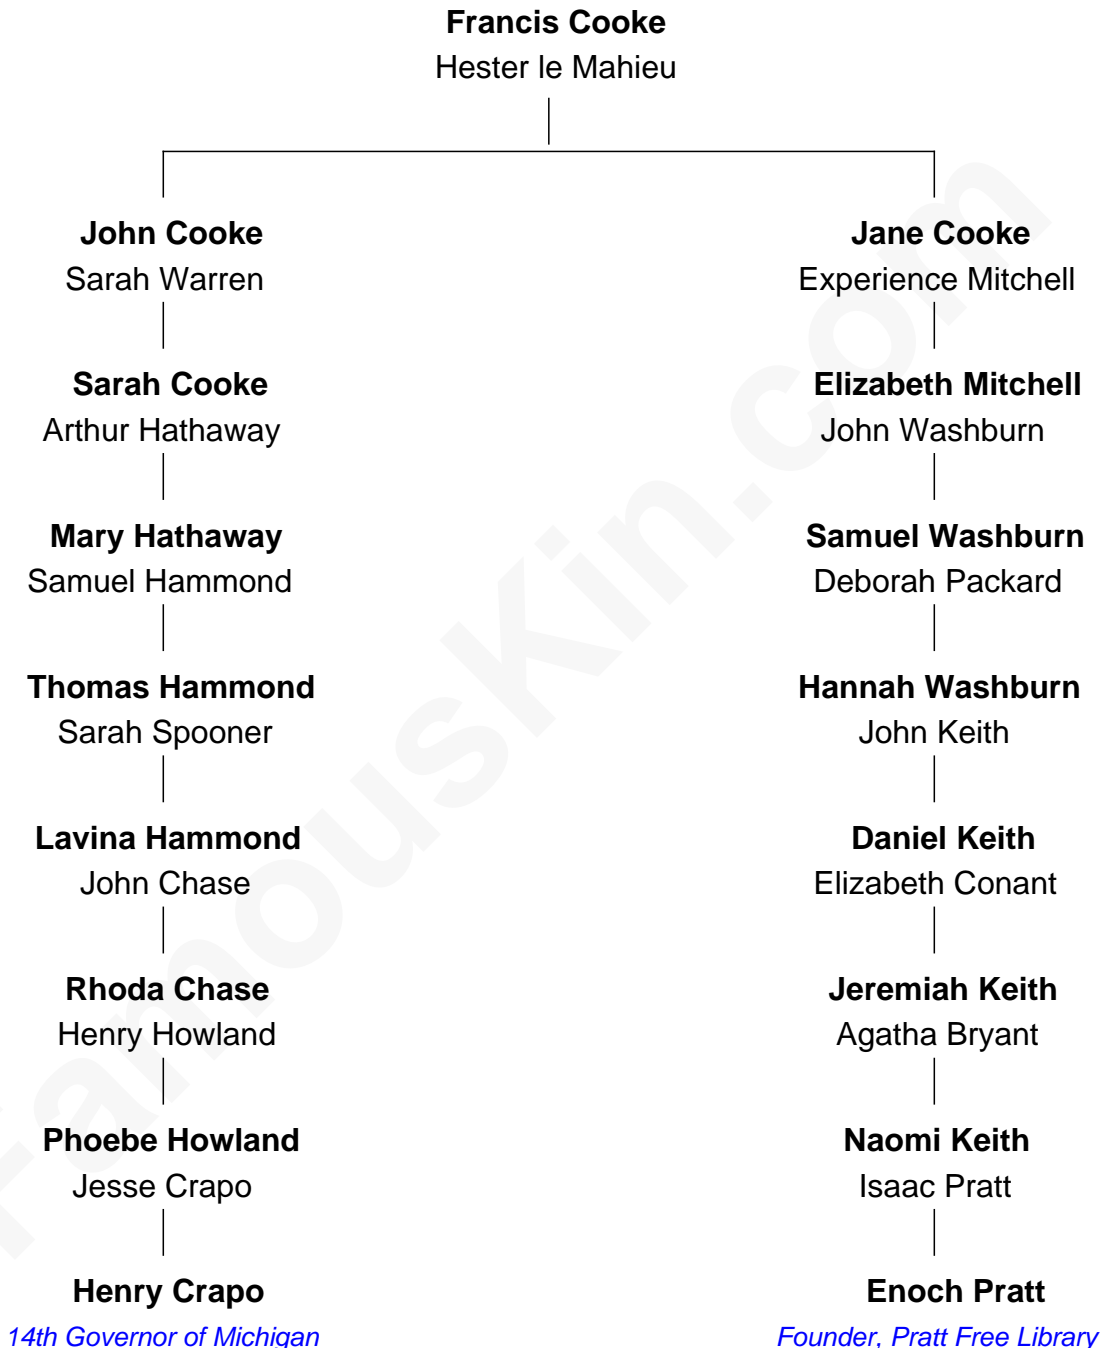 Francis Cooke
Hester le Mahieu
John Cooke
Sarah Warren
Jane Cooke
Experience Mitchell
Sarah Cooke
Arthur Hathaway
Elizabeth Mitchell
John Washburn
Mary Hathaway
Samuel Hammond
Samuel Washburn
Deborah Packard
Thomas Hammond
Sarah Spooner
Hannah Washburn
John Keith
Lavina Hammond
John Chase
Daniel Keith
Elizabeth Conant
Rhoda Chase
Henry Howland
Jeremiah Keith
Agatha Bryant
Phoebe Howland
Jesse Crapo
Naomi Keith
Isaac Pratt
Henry Crapo
14th Governor of Michigan
Enoch Pratt
Founder, Pratt Free Library
FamousKin.com